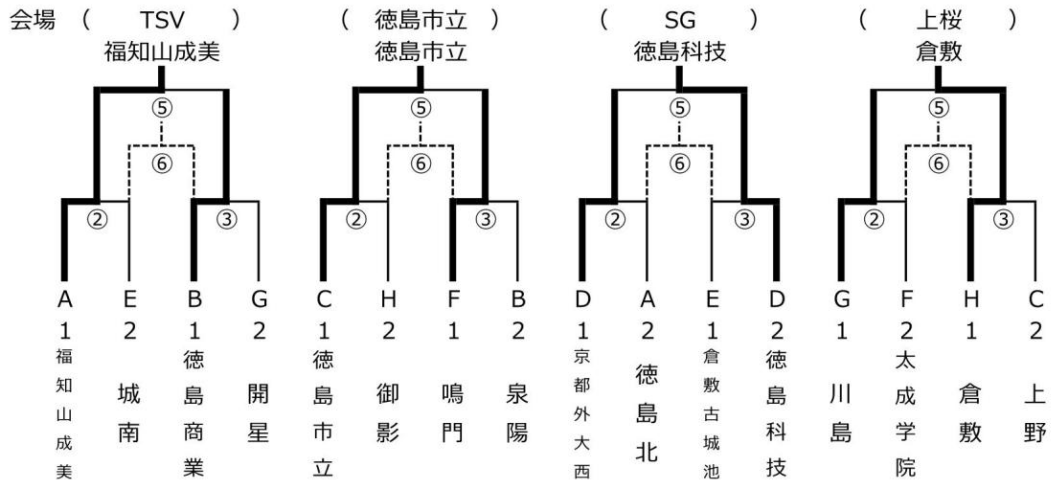 会場 ( TSV ) ( 徳島市立 ) ( SG ) ( 上桜 )
福知山成美 徳島市立 徳島科技 倉敷
⑤ ⑤ ⑤ ⑤
⑥ ⑥ ⑥ ⑥
② ③ ② ③ ② ③ ② ③
A E B G C H F B D A E D G F H C
1 2 1 2 1 2 1 2 1 2 1 2 1 2 1 2
福知山成美
城南
徳島商業
開星
徳島市立
御影
鳴門
泉陽
京都外大西
徳島北
倉敷古城池
徳島科技
川島
太成学院
倉敷
上野